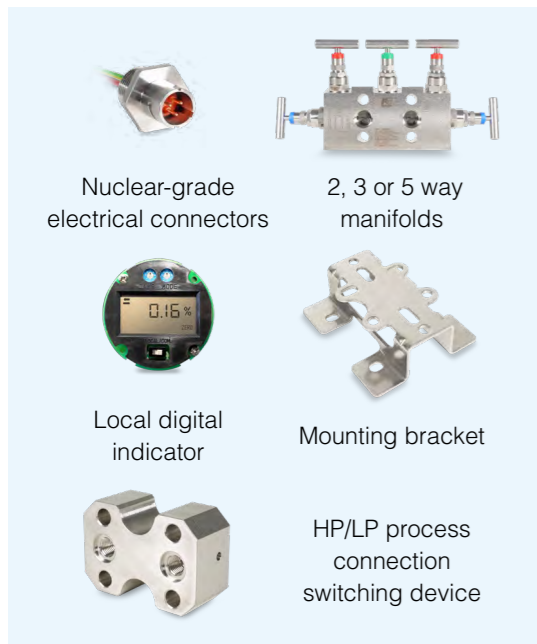 Nuclear-grade
electrical connectors
2, 3 or 5 way
manifolds
0.16 %
Local digital
indicator
Mounting bracket
HP/LP process
connection
switching device